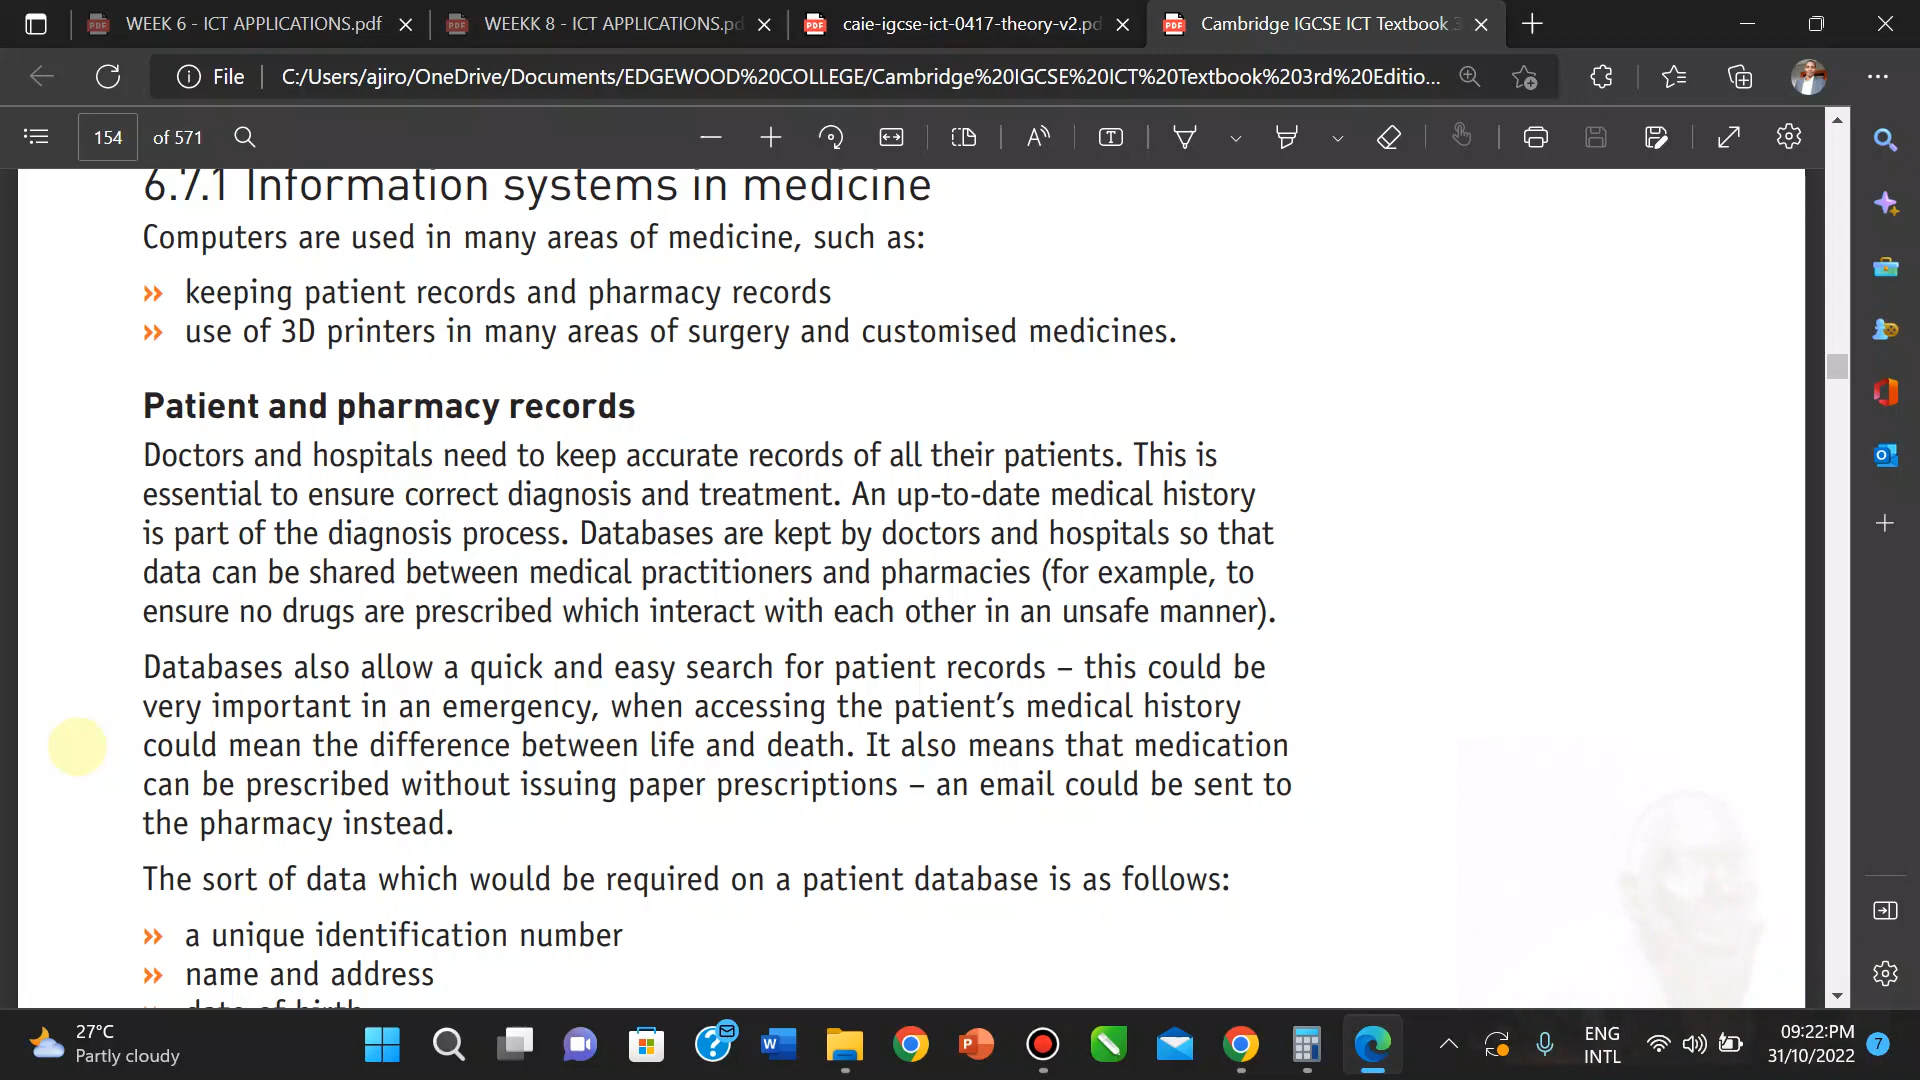 WEEK 6 - ICT APPLICATIONS.pdf
WEEKK 8 - ICT APPLICATIONS.pd
caie-igcse-ict-0417-theory-v2.pd
Cambridge IGCSE ICT Textbook 3
File
C:/Users/ajiro/OneDrive/Documents/EDGEWOOD%20COLLEGE/Cambridge%20IGCSE%20ICT%20Textbook%203rd%20Editio...
154 of 571
6.7.1 Information systems in medicine
Computers are used in many areas of medicine, such as:
» keeping patient records and pharmacy records
» use of 3D printers in many areas of surgery and customised medicines.
Patient and pharmacy records
Doctors and hospitals need to keep accurate records of all their patients. This is
essential to ensure correct diagnosis and treatment. An up-to-date medical history
is part of the diagnosis process. Databases are kept by doctors and hospitals so that
data can be shared between medical practitioners and pharmacies (for example, to
ensure no drugs are prescribed which interact with each other in an unsafe manner).
Databases also allow a quick and easy search for patient records – this could be
very important in an emergency, when accessing the patient’s medical history
could mean the difference between life and death. It also means that medication
can be prescribed without issuing paper prescriptions – an email could be sent to
the pharmacy instead.
The sort of data which would be required on a patient database is as follows:
» a unique identification number
» name and address
» date of birth
27°C
Partly cloudy
ENG
INTL
09:22:PM
31/10/2022
7